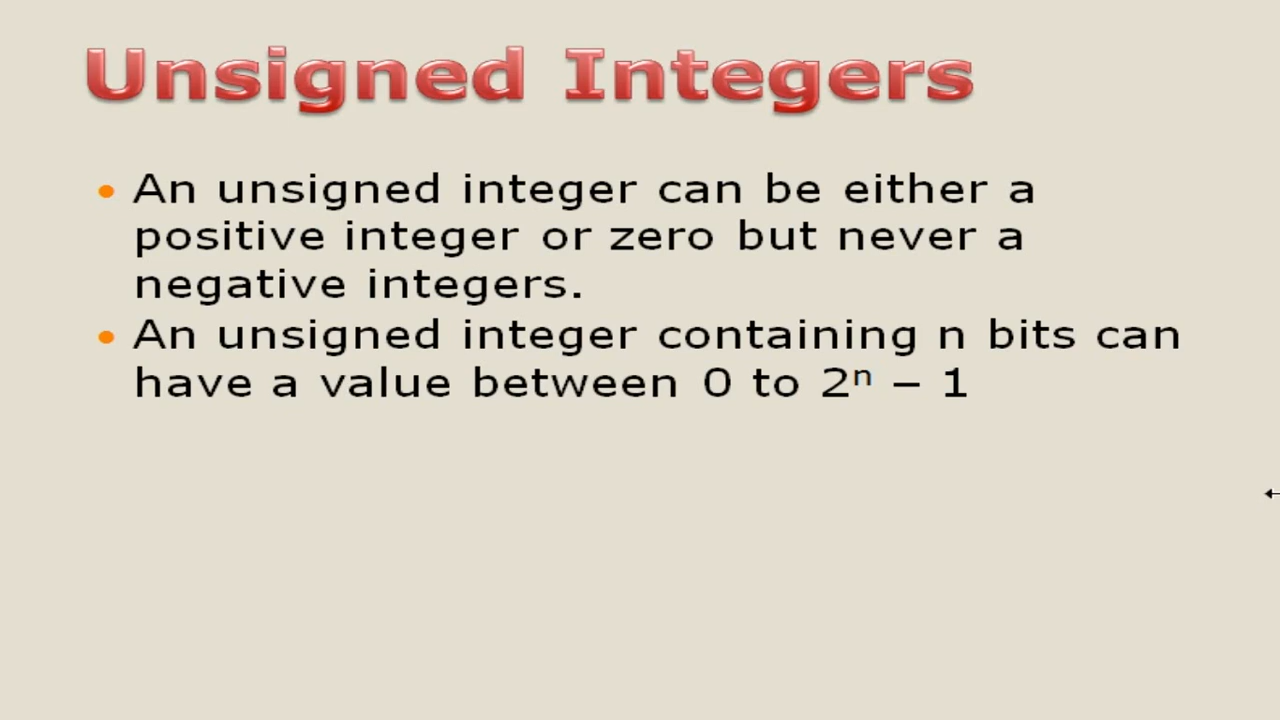 Unsigned Integers
• An unsigned integer can be either a
positive integer or zero but never a
negative integers.
• An unsigned integer containing n bits can
have a value between 0 to 2ⁿ – 1